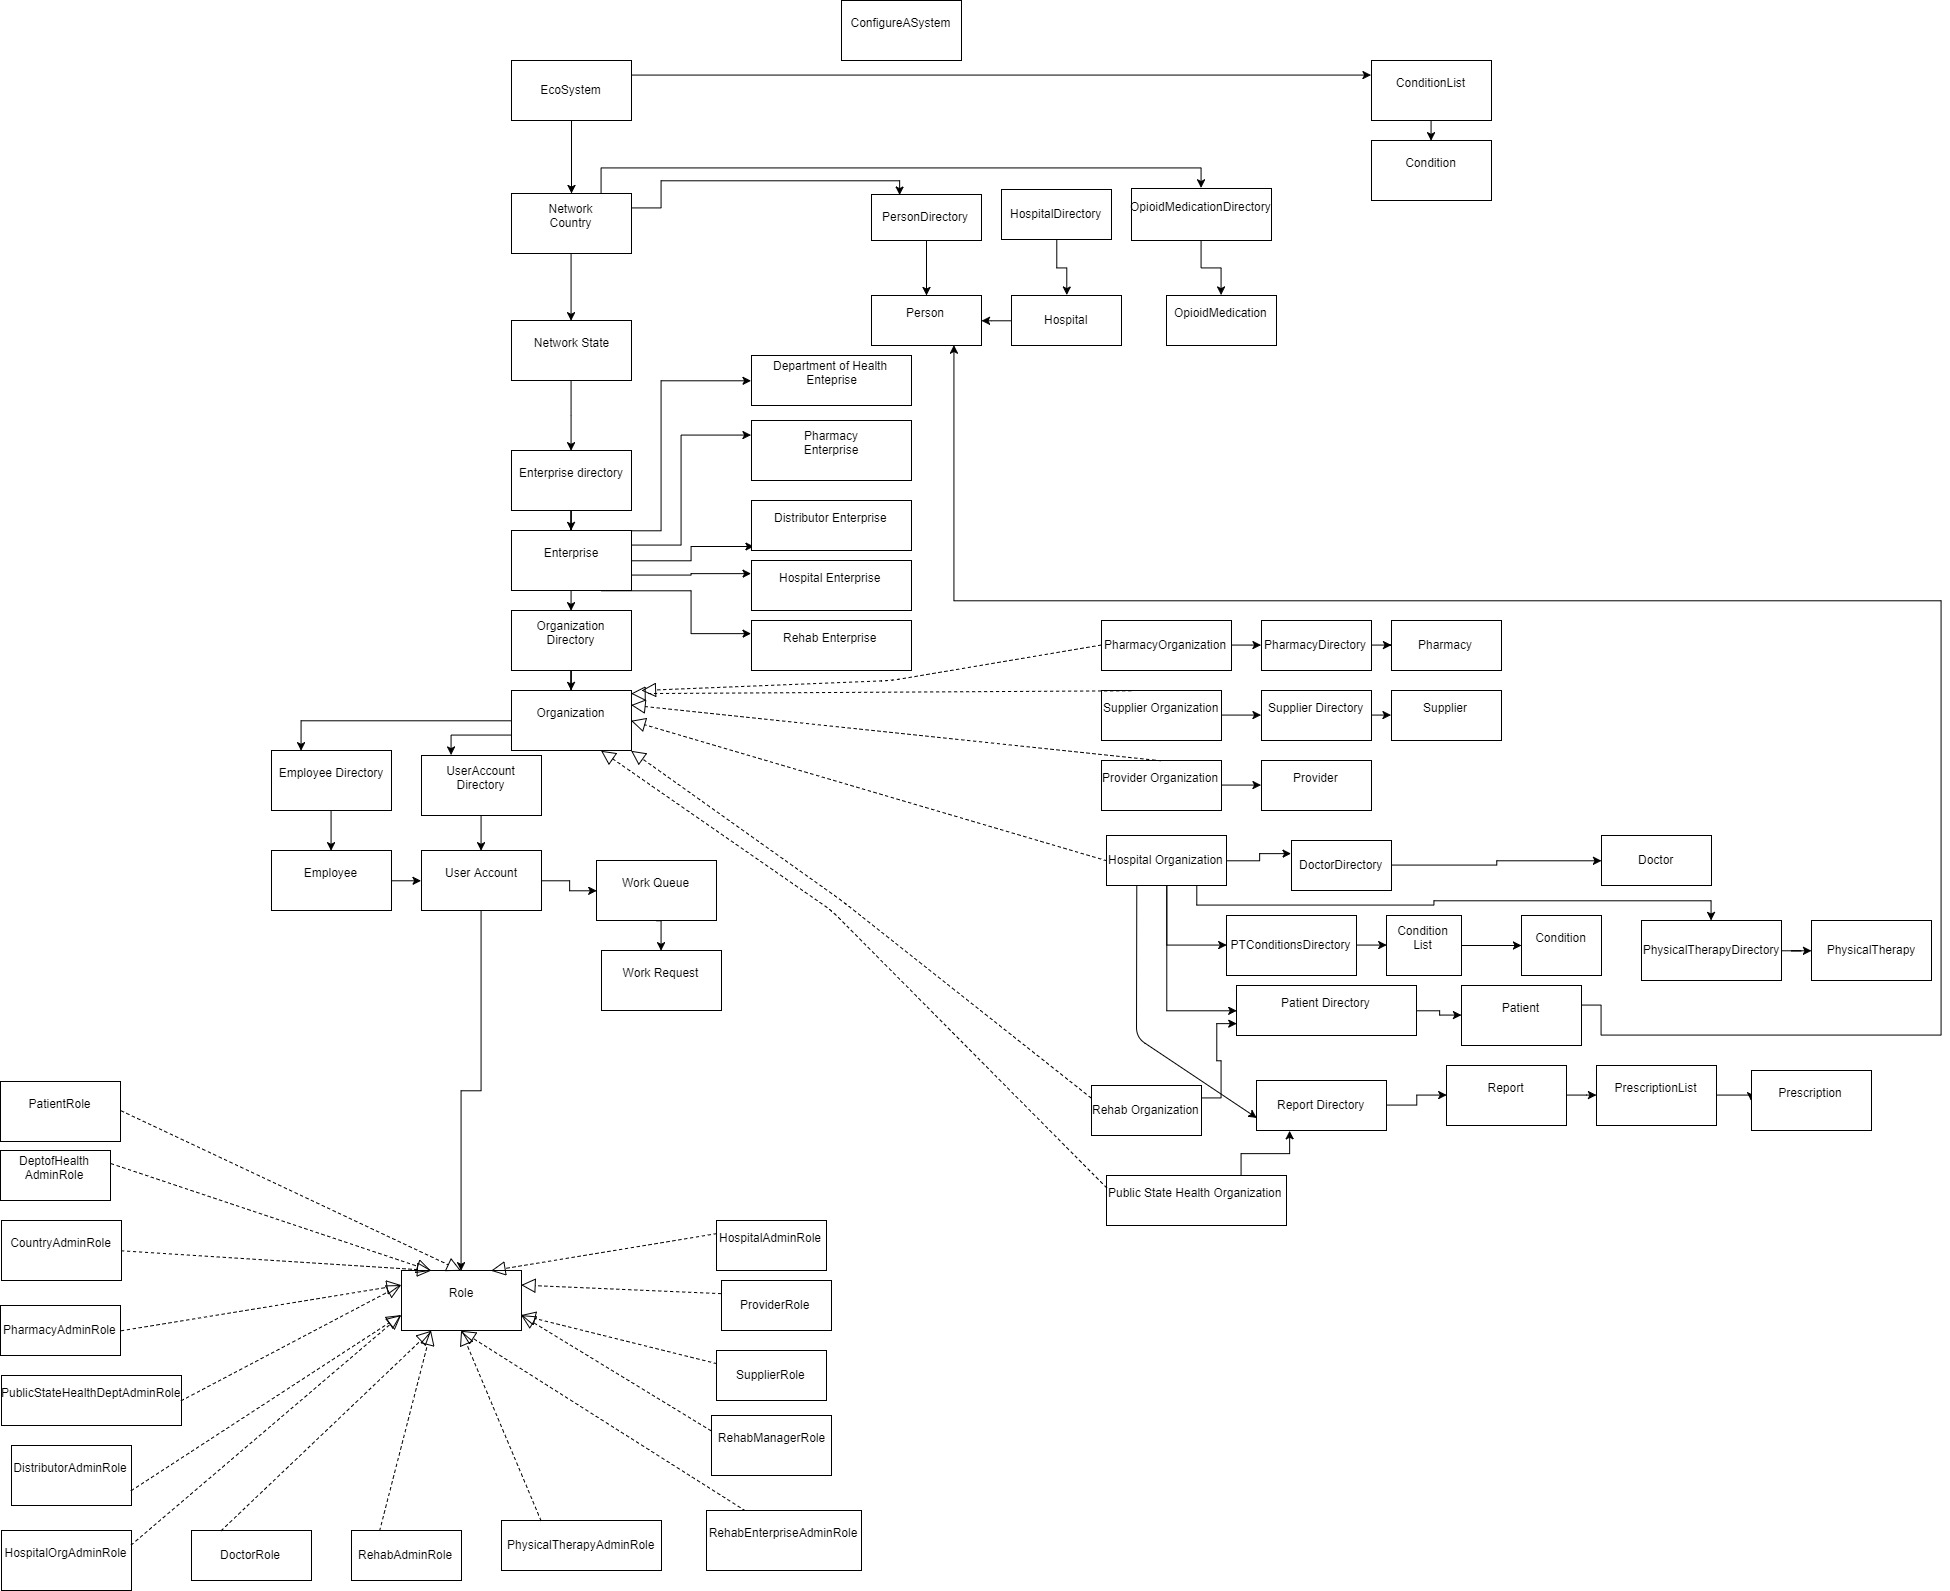 ConfigureASystem
EcoSystem
ConditionList
Condition
Network
Country
PersonDirectory
HospitalDirectory
OpioidMedicationDirectory
Person
Hospital
OpioidMedication
Network State
Department of Health
Enteprise
Pharmacy
Enterprise
Enterprise directory
Distributor Enterprise
Enterprise
Hospital Enterprise
Organization
Directory
Rehab Enterprise
PharmacyOrganization
PharmacyDirectory
Pharmacy
Organization
Supplier Organization
Supplier Directory
Supplier
Employee Directory
UserAccount
Directory
Provider Organization
Provider
Employee
User Account
Work Queue
Hospital Organization
DoctorDirectory
Doctor
Work Request
PTConditionsDirectory
Condition
List
Condition
PhysicalTherapyDirectory
PhysicalTherapy
Patient Directory
Patient
Rehab Organization
Report Directory
Report
PrescriptionList
Prescription
Public State Health Organization
PatientRole
DeptofHealth
AdminRole
CountryAdminRole
HospitalAdminRole
Role
ProviderRole
PharmacyAdminRole
SupplierRole
PublicStateHealthDeptAdminRole
RehabManagerRole
DistributorAdminRole
HospitalOrgAdminRole
DoctorRole
RehabAdminRole
PhysicalTherapyAdminRole
RehabEnterpriseAdminRole